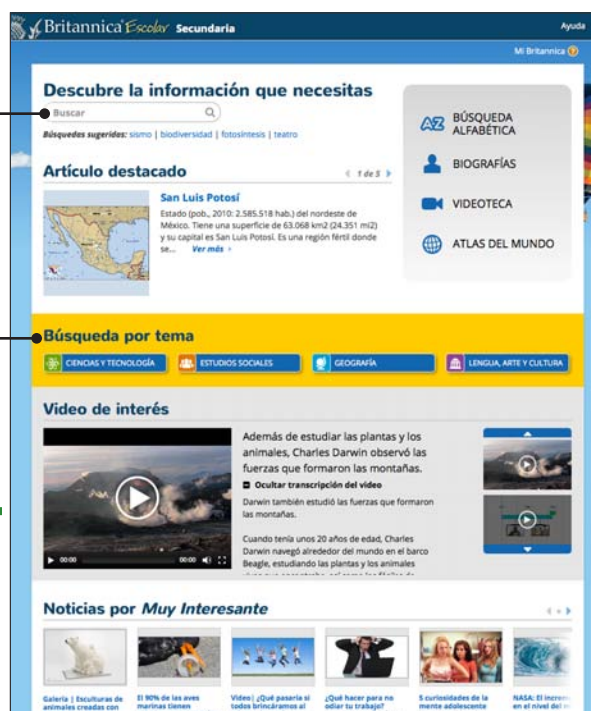 Britannica Escolar Secundaria
Ayuda
Mi Britannica
Descubre la información que necesitas
Buscar
Búsquedas sugeridas: sismo | biodiversidad | fotosíntesis | teatro
AZ BÚSQUEDA
ALFABÉTICA
BIOGRAFÍAS
VIDEOTECA
ATLAS DEL MUNDO
Artículo destacado
1 de 5
San Luis Potosí
Estado (pob., 2010: 2.585.518 hab.) del nordeste de
México. Tiene una superficie de 63.068 km2 (24.351 mi2)
y su capital es San Luis Potosí. Es una región fértil donde
se... Ver más
Búsqueda por tema
CIENCIAS Y TECNOLOGÍA
ESTUDIOS SOCIALES
GEOGRAFÍA
LENGUA, ARTE Y CULTURA
Video de interés
00:00
00:00
Además de estudiar las plantas y los
animales, Charles Darwin observó las
fuerzas que formaron las montañas.
Ocultar transcripción del video
Darwin también estudió las fuerzas que formaron
las montañas.
Cuando tenía unos 20 años de edad, Charles
Darwin navegó alrededor del mundo en el barco
Beagle, estudiando las plantas y los animales
Noticias por Muy Interesante
Galería | Esculturas de
animales creadas con
El 90% de las aves
marinas tienen
Video| ¿Qué pasaría si
todos brincáramos al
¿Qué hacer para no
odiar tu trabajo?
5 curiosidades de la
mente adolescente
NASA: El
en el nivel del